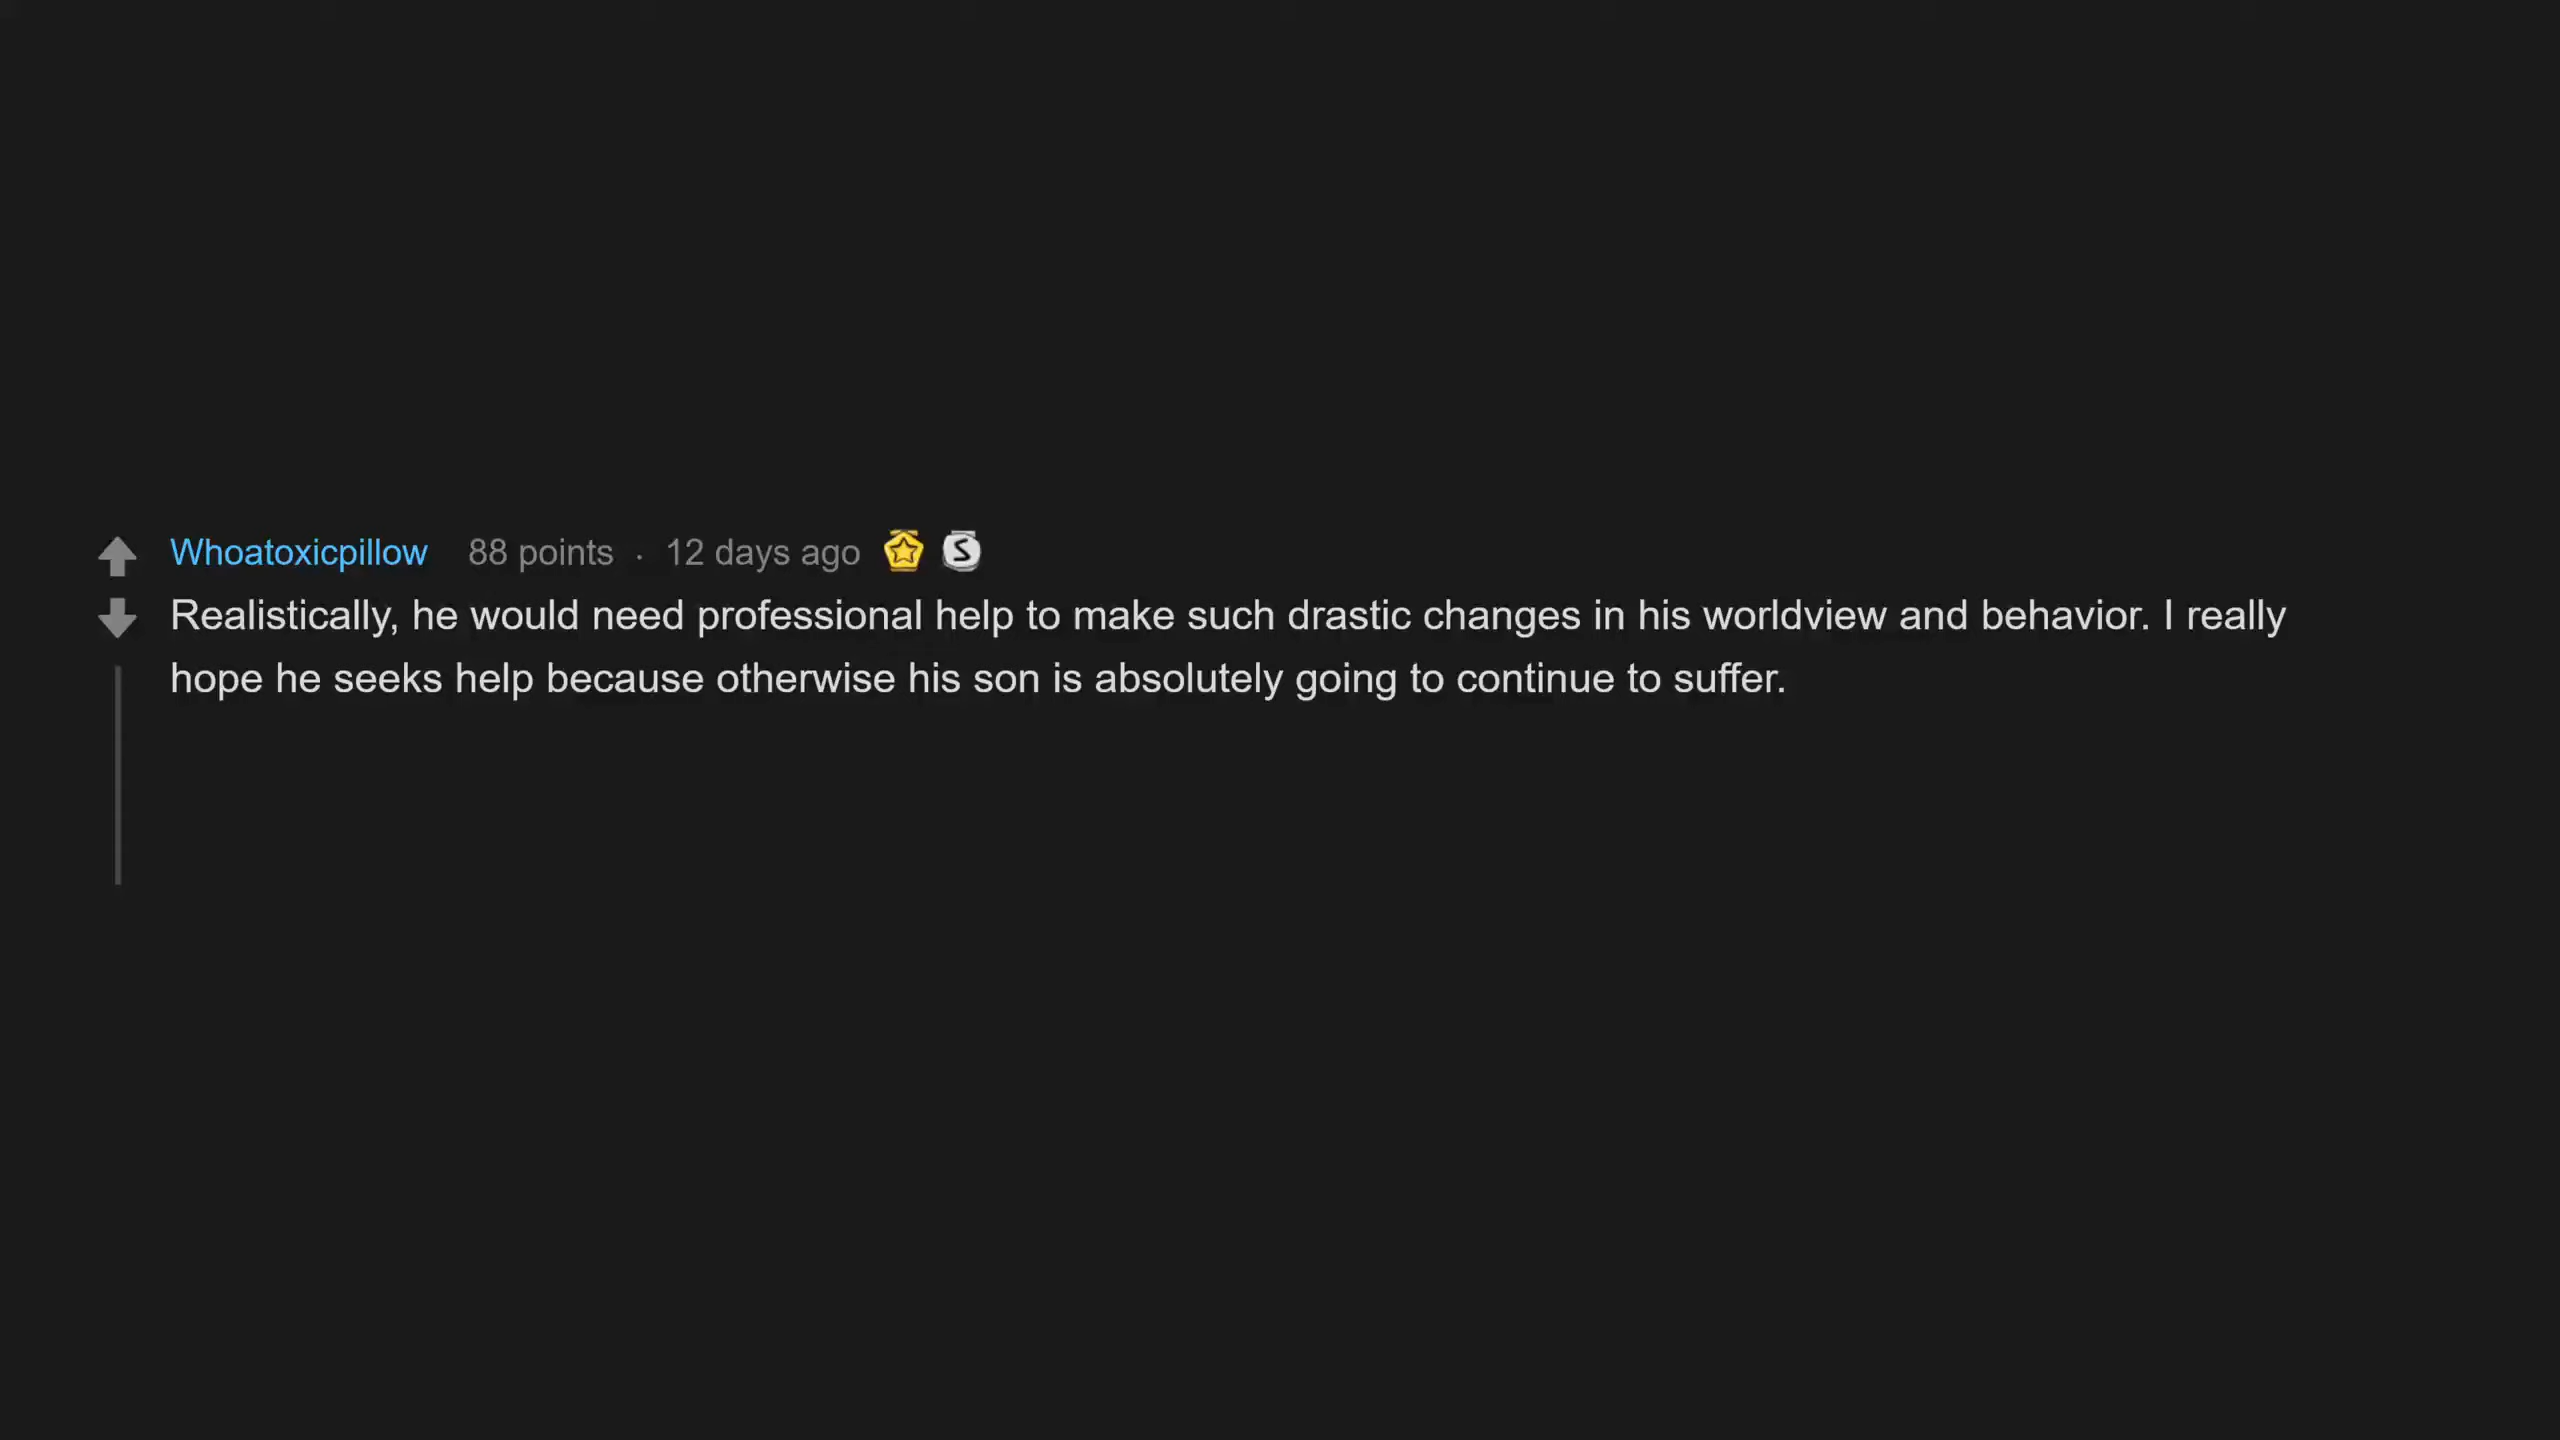 Whoatoxicpillow 88 points · 12 days ago
Realistically, he would need professional help to make such drastic changes in his worldview and behavior. I really
hope he seeks help because otherwise his son is absolutely going to continue to suffer.